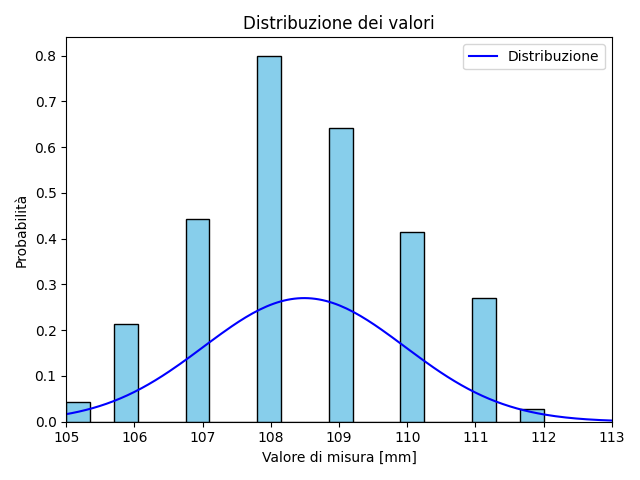 Distribuzione dei valori
Distribuzione
0.8
0.7
0.6
0.5
0.4
0.3
0.2
0.1
0.0
Probabilità
105 106 107 108 109 110 111 112 113
Valore di misura [mm]